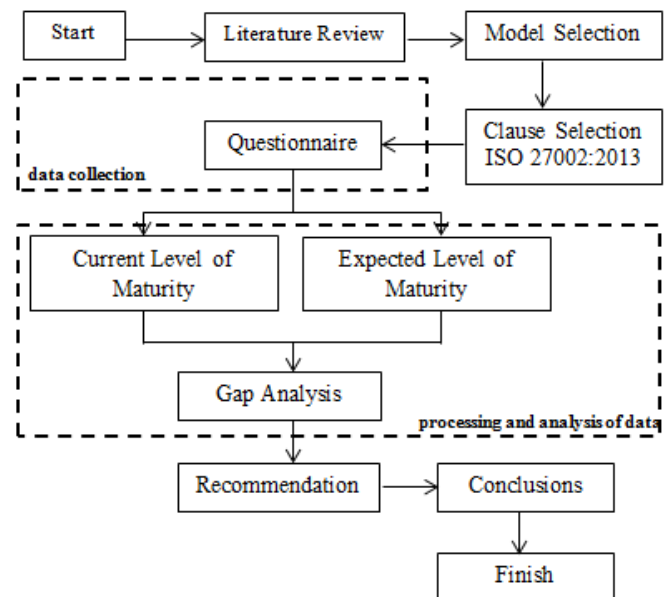 Start
Literature Review
Model Selection
Clause Selection
ISO 27002:2013
Questionnaire
data collection
Current Level of
Maturity
Expected Level of
Maturity
Gap Analysis
processing and analysis of data
Recommendation
Conclusions
Finish